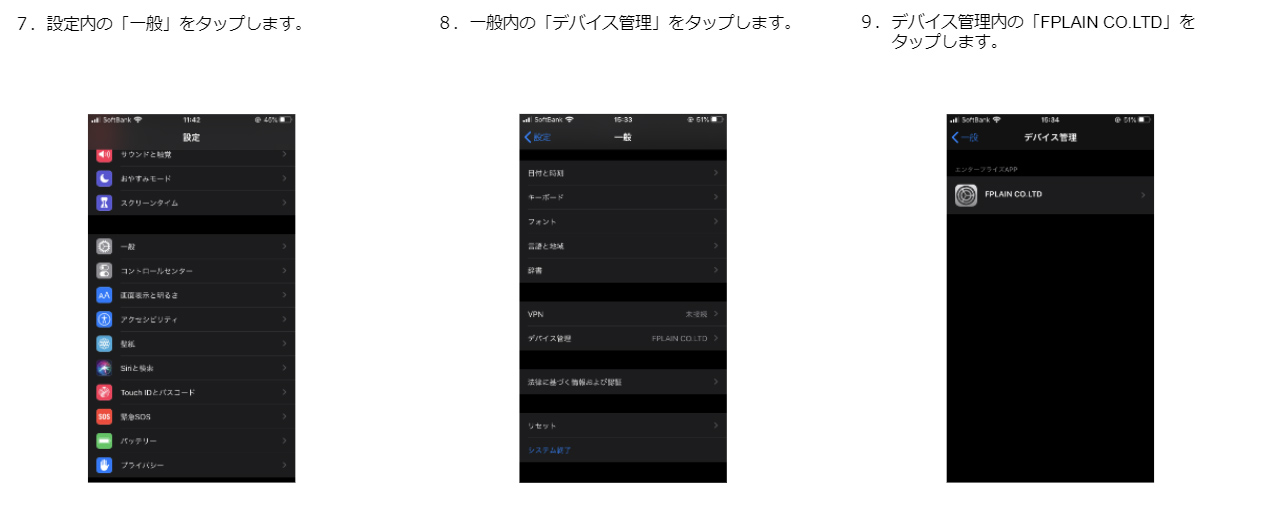 ７．設定内の「一般」をタップします。
８．一般内の「デバイス管理」をタップします。
９．デバイス管理内の「FPLAIN CO.LTD」を
タップします。
SoftBank 11:42 46%
設定
サウンドと触覚
おやすみモード
スクリーンタイム
一般
コントロールセンター
画面表示と明るさ
アクセシビリティ
壁紙
Siriと検索
Touch IDとパスコード
SOS 緊急SOS
バッテリー
プライバシー
SoftBank 15:33 51%
設定 一般
日付と時刻
キーボード
フォント
言語と地域
辞書
VPN 未接続
デバイス管理 FPLAIN CO.LTD
法律に基づく情報および認証
リセット
システム終了
SoftBank 15:34 51%
一般 デバイス管理
エンタープライズAPP
FPLAIN CO.LTD